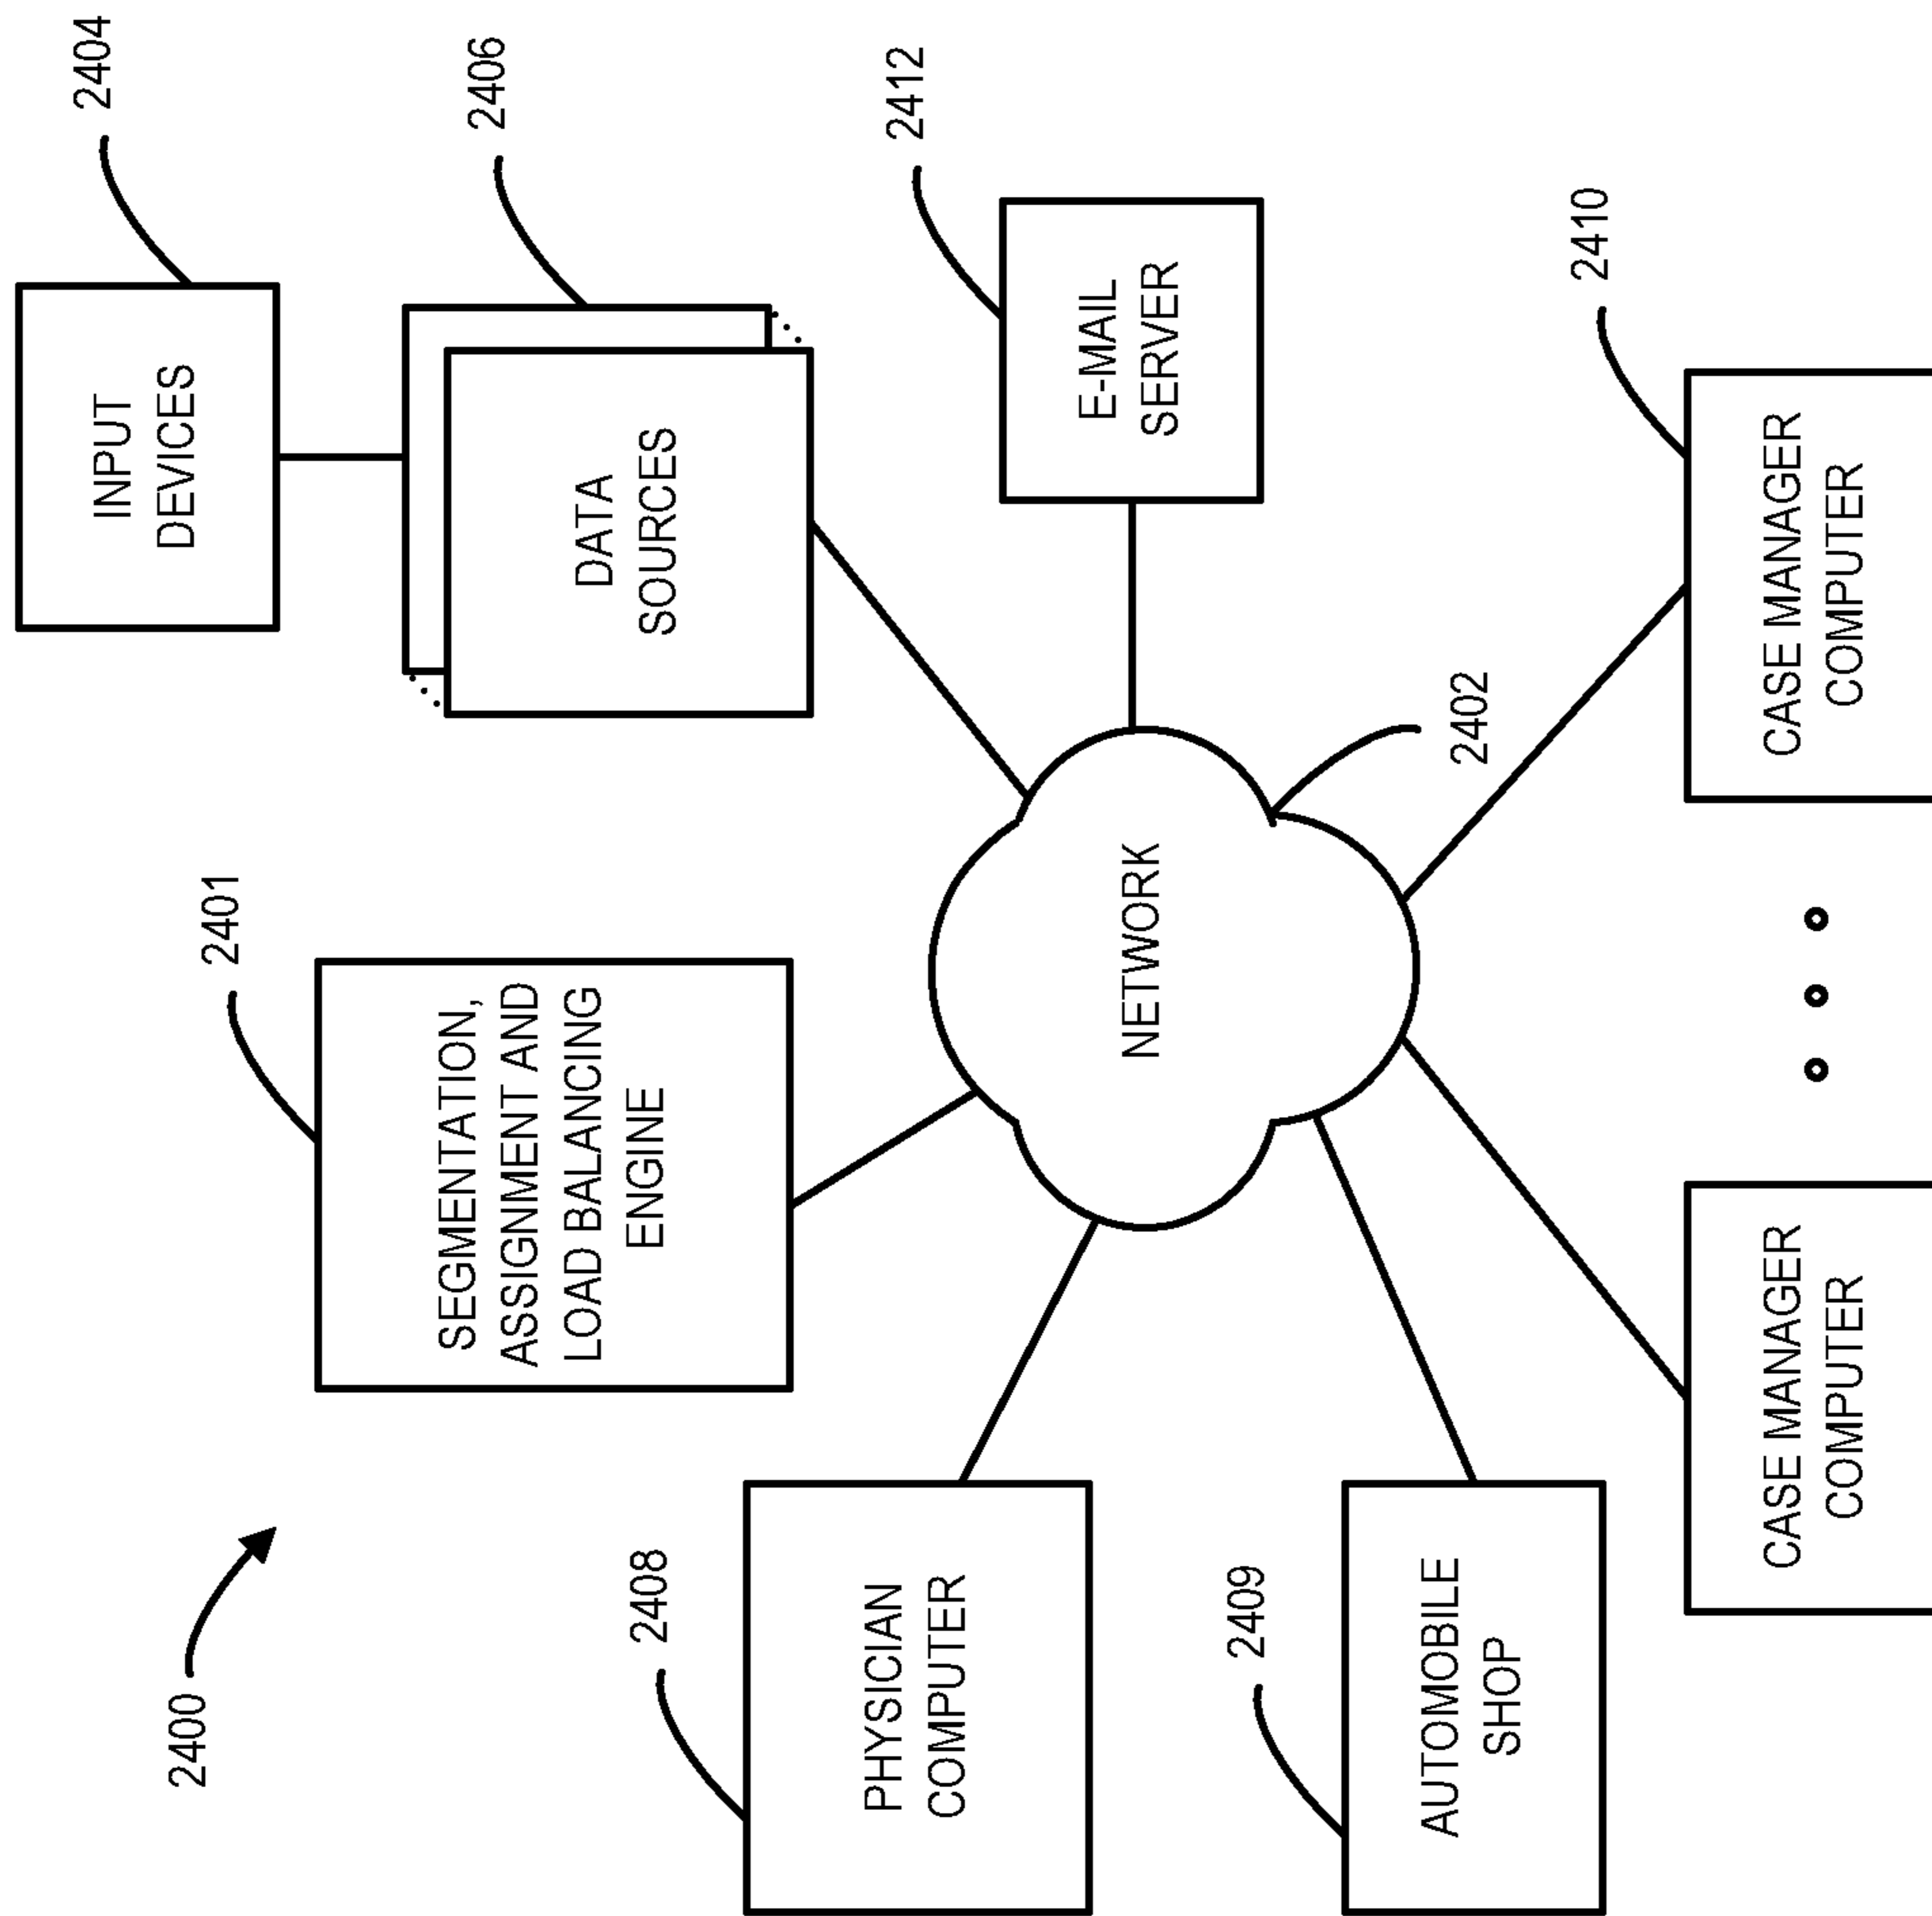 2400
2401
SEGMENTATION,
ASSIGNMENT AND
LOAD BALANCING
ENGINE
2404
INPUT
DEVICES
2406
DATA
SOURCES
2408
PHYSICIAN
COMPUTER
NETWORK
2402
2412
E-MAIL
SERVER
2409
AUTOMOBILE
SHOP
CASE MANAGER
COMPUTER
2410
CASE MANAGER
COMPUTER